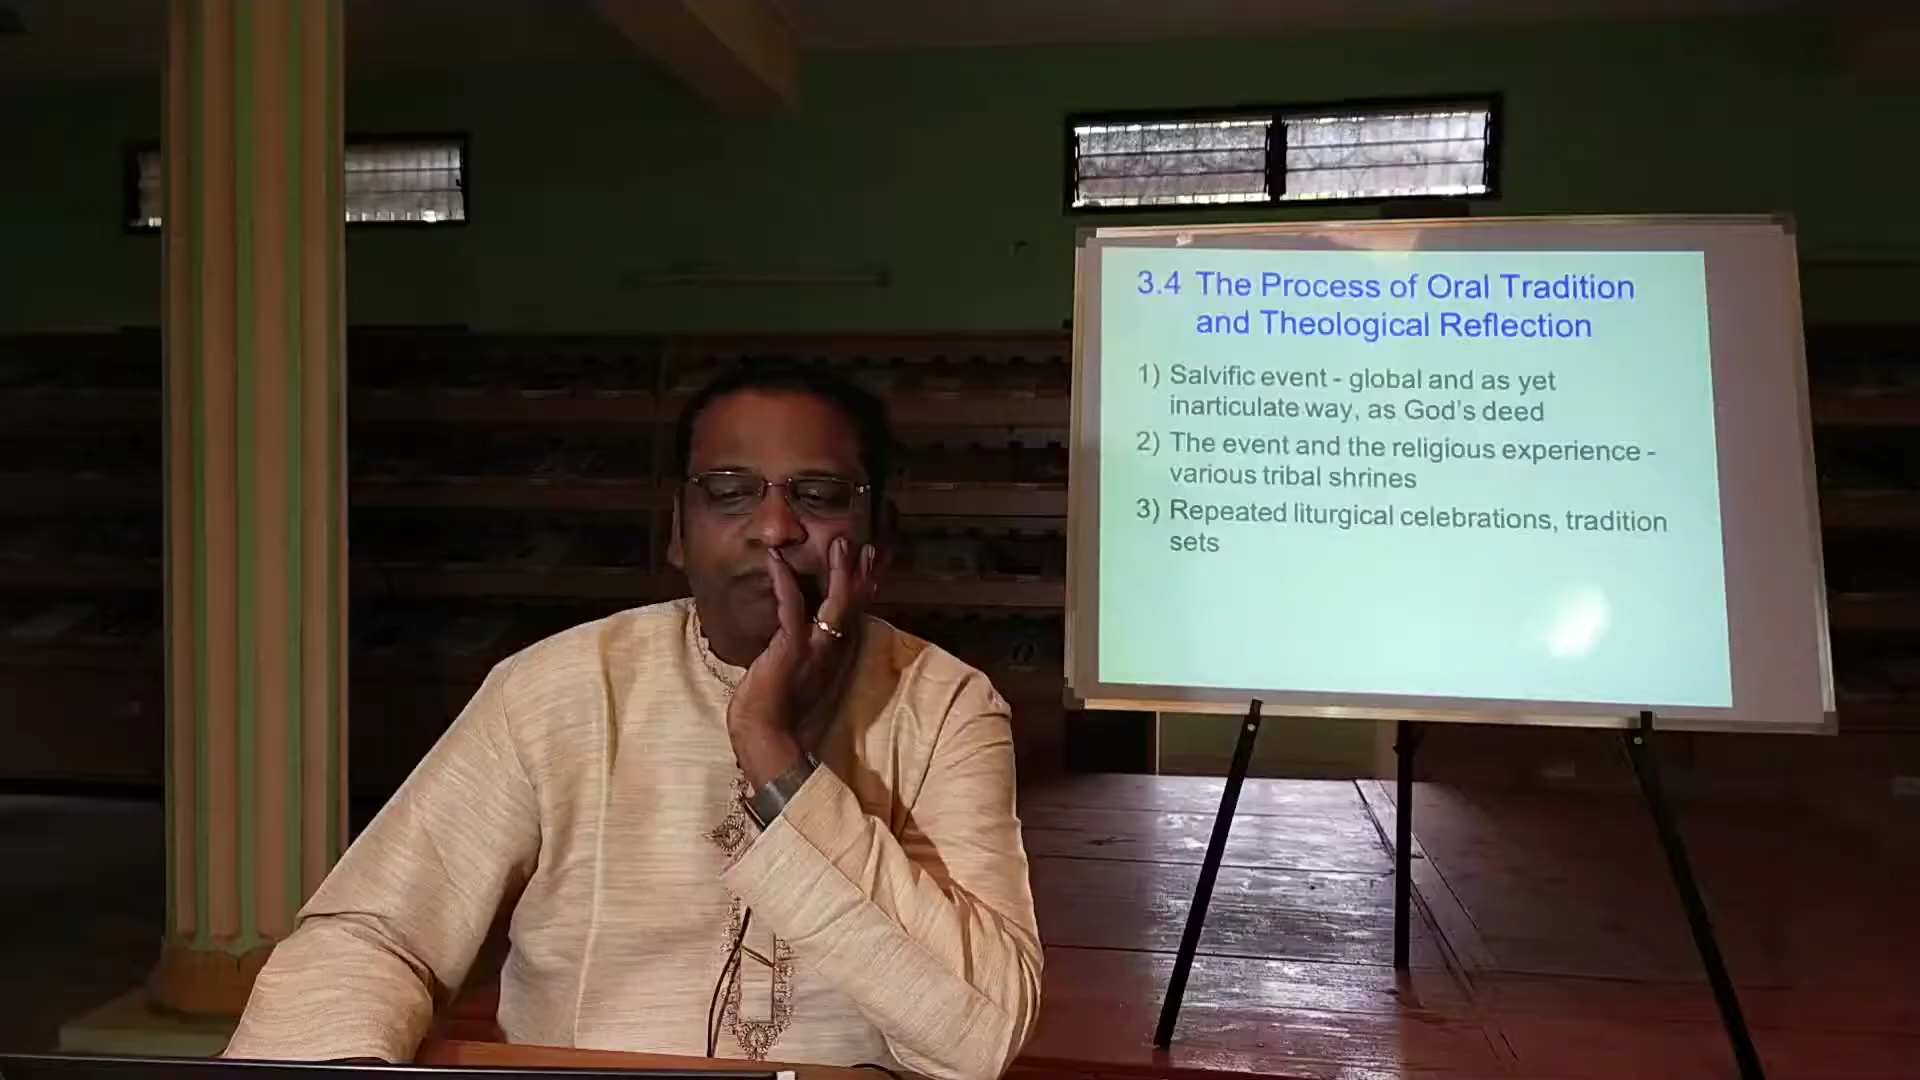 3.4 The Process of Oral Tradition
and Theological Reflection
1) Salvific event - global and as yet
inarticulate way, as God's deed
2) The event and the religious experience -
various tribal shrines
3) Repeated liturgical celebrations, tradition
sets